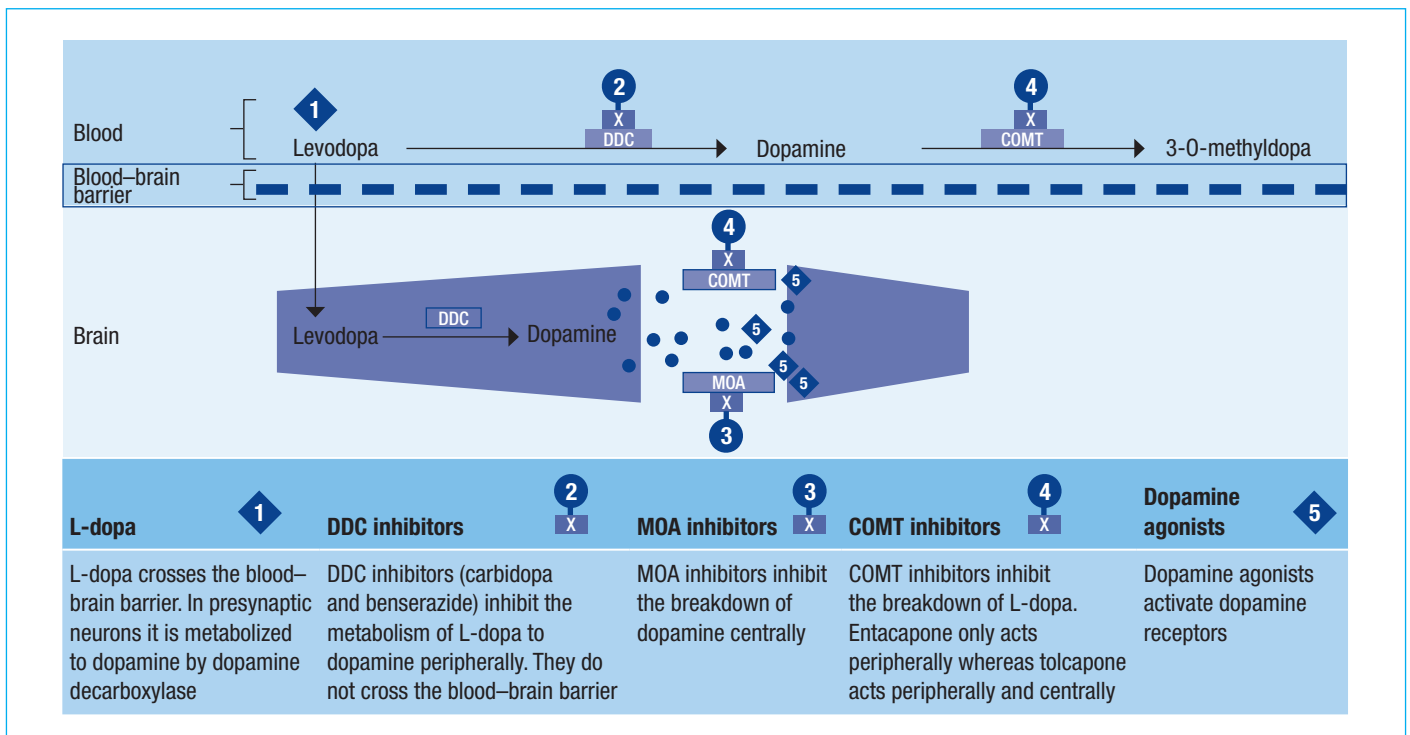 2
4
1
X
X
Blood
DDC
COMT
Levodopa
Dopamine
3-O-methyldopa
Blood–brain
barrier
4
X
COMT
5
DDC
5
Brain
Levodopa
Dopamine
5
MOA
5
X
3
L-dopa
1
DDC inhibitors
2
X
MOA inhibitors
3
X
COMT inhibitors
4
X
Dopamine
agonists
5
L-dopa crosses the blood–
brain barrier. In presynaptic
neurons it is metabolized
to dopamine by dopamine
decarboxylase
DDC inhibitors (carbidopa
and benserazide) inhibit the
metabolism of L-dopa to
dopamine peripherally. They do
not cross the blood–brain barrier
MOA inhibitors inhibit
the breakdown of
dopamine centrally
COMT inhibitors inhibit
the breakdown of L-dopa.
Entacapone only acts
peripherally whereas tolcapone
acts peripherally and centrally
Dopamine agonists
activate dopamine
receptors